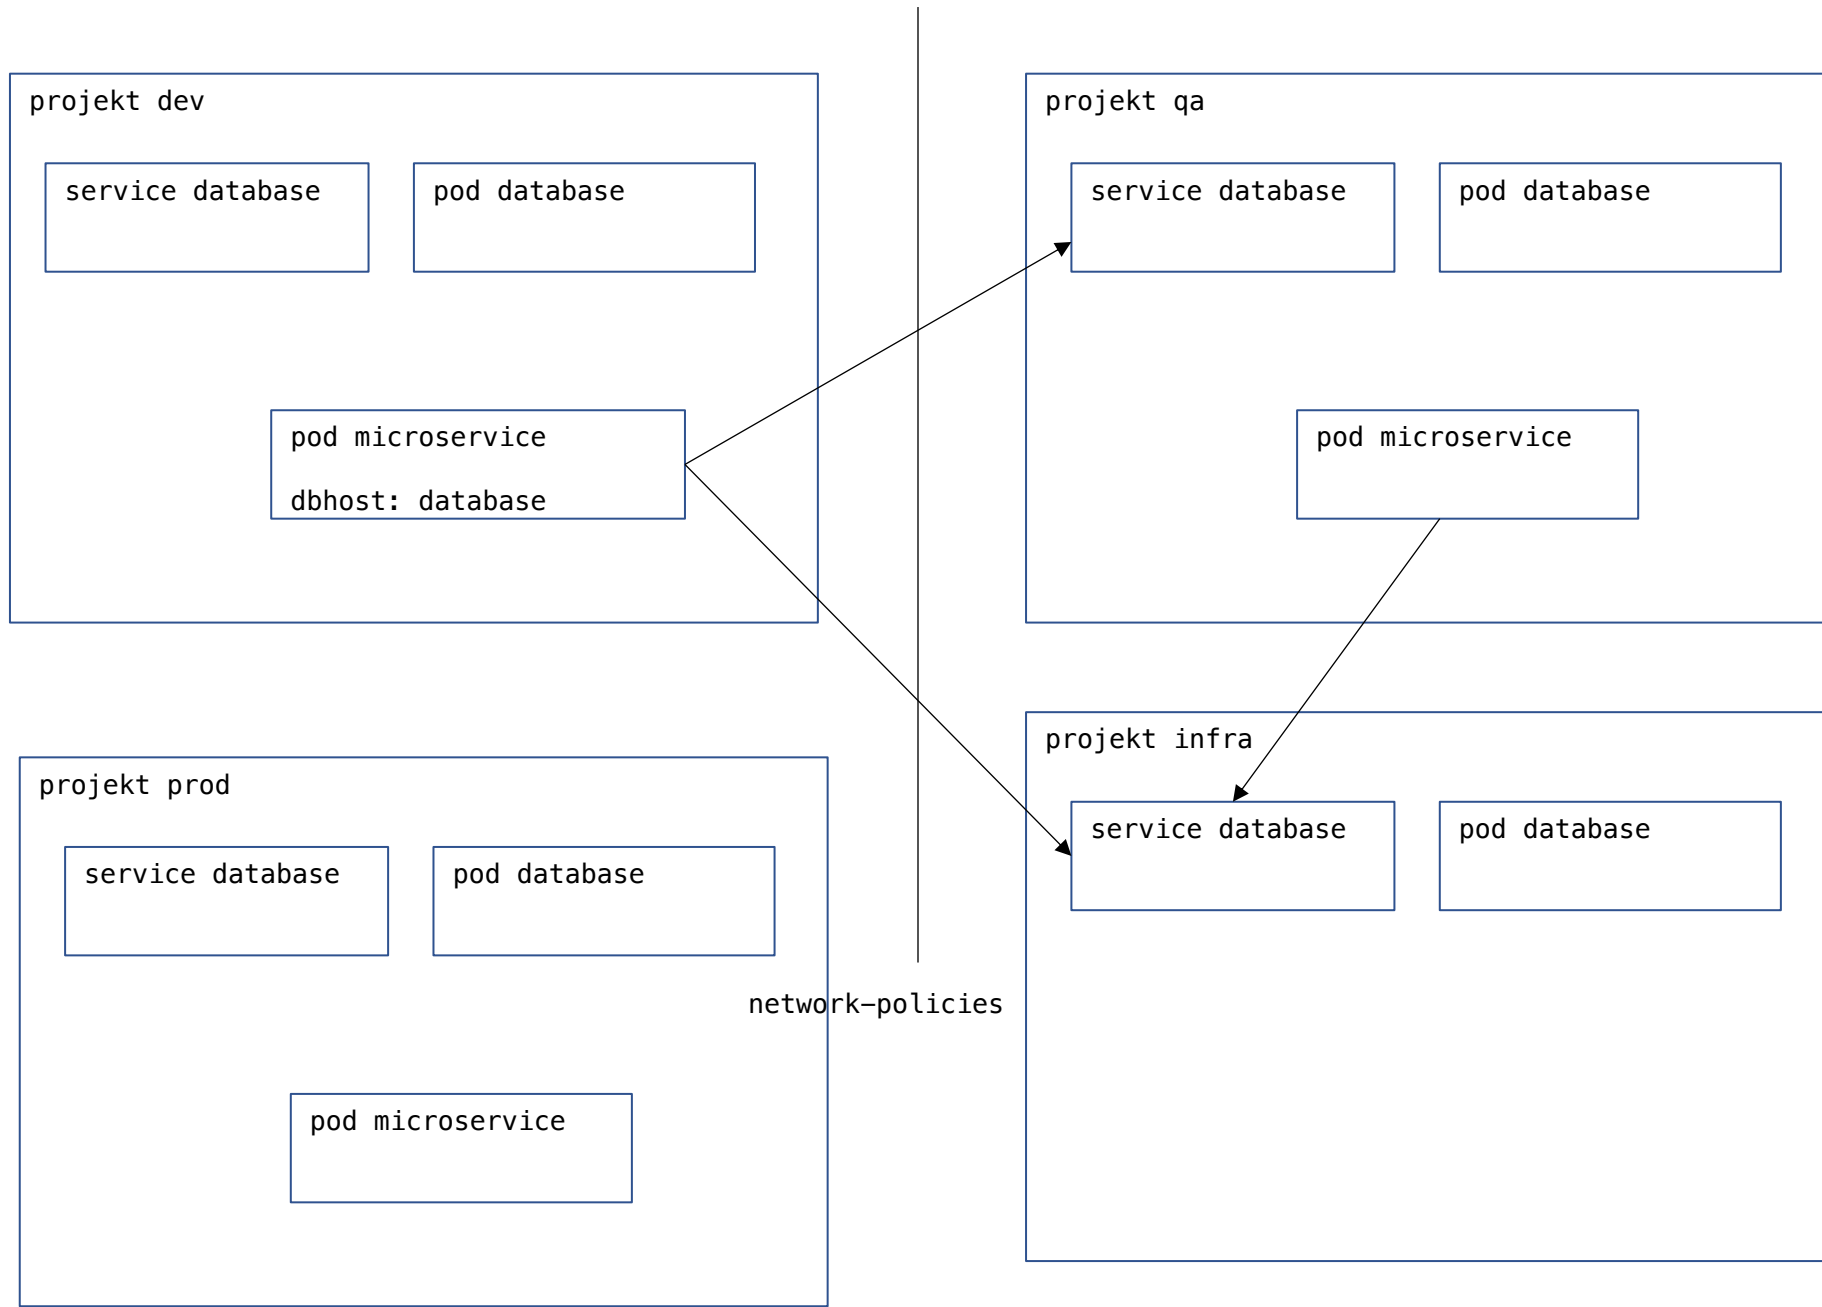 projekt dev
service database
pod database
pod microservice
dbhost: database
projekt qa
service database
pod database
pod microservice
projekt prod
service database
pod database
pod microservice
network-policies
projekt infra
service database
pod database